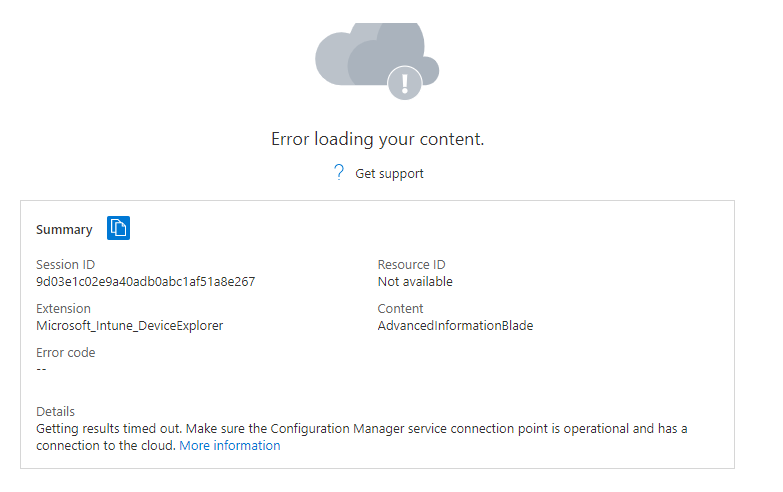 Error loading your content.
? Get support
Summary
Session ID
9d03e1c02e9a40adb0abc1af51a8e267
Resource ID
Not available
Extension
Microsoft_Intune_DeviceExplorer
Content
AdvancedInformationBlade
Error code
--
Details
Getting results timed out. Make sure the Configuration Manager service connection point is operational and has a
connection to the cloud. More information